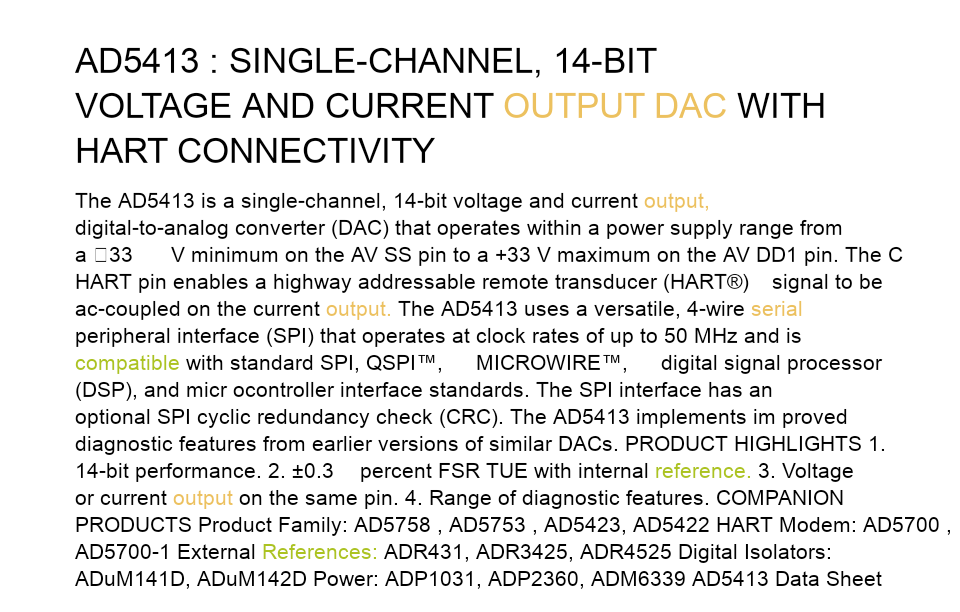 AD5413 : SINGLE-CHANNEL, 14-BIT
VOLTAGE AND CURRENT OUTPUT DAC WITH
HART CONNECTIVITY
The AD5413 is a single-channel, 14-bit voltage and current output,
digital-to-analog converter (DAC) that operates within a power supply range from
a □33 V minimum on the AV SS pin to a +33 V maximum on the AV DD1 pin. The C
HART pin enables a highway addressable remote transducer (HART®) signal to be
ac-coupled on the current output. The AD5413 uses a versatile, 4-wire serial
peripheral interface (SPI) that operates at clock rates of up to 50 MHz and is
compatible with standard SPI, QSPI™, MICROWIRE™, digital signal processor
(DSP), and micr ocontroller interface standards. The SPI interface has an
optional SPI cyclic redundancy check (CRC). The AD5413 implements im proved
diagnostic features from earlier versions of similar DACs. PRODUCT HIGHLIGHTS 1.
14-bit performance. 2. ±0.3 percent FSR TUE with internal reference. 3. Voltage
or current output on the same pin. 4. Range of diagnostic features. COMPANION
PRODUCTS Product Family: AD5758 , AD5753 , AD5423, AD5422 HART Modem: AD5700 ,
AD5700-1 External References: ADR431, ADR3425, ADR4525 Digital Isolators:
ADuM141D, ADuM142D Power: ADP1031, ADP2360, ADM6339 AD5413 Data Sheet